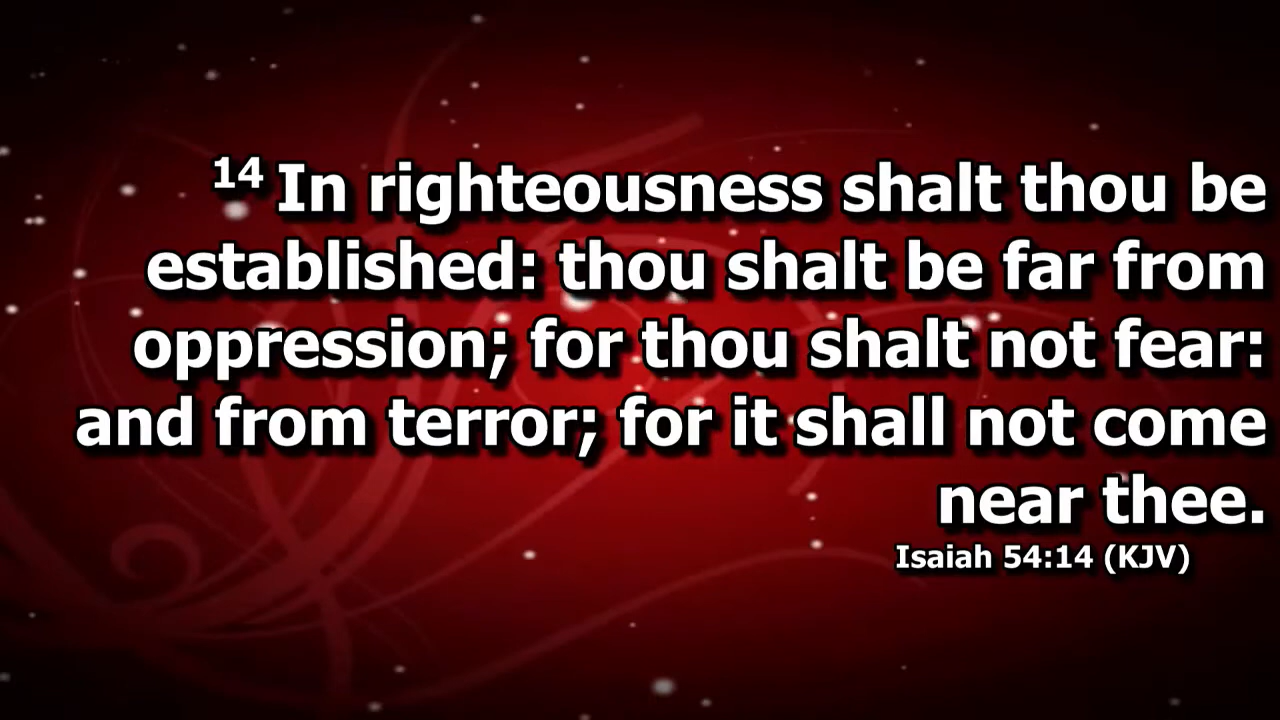 14 In righteousness shalt thou be
established: thou shalt be far from
oppression; for thou shalt not fear:
and from terror; for it shall not come
near thee.
Isaiah 54:14 (KJV)